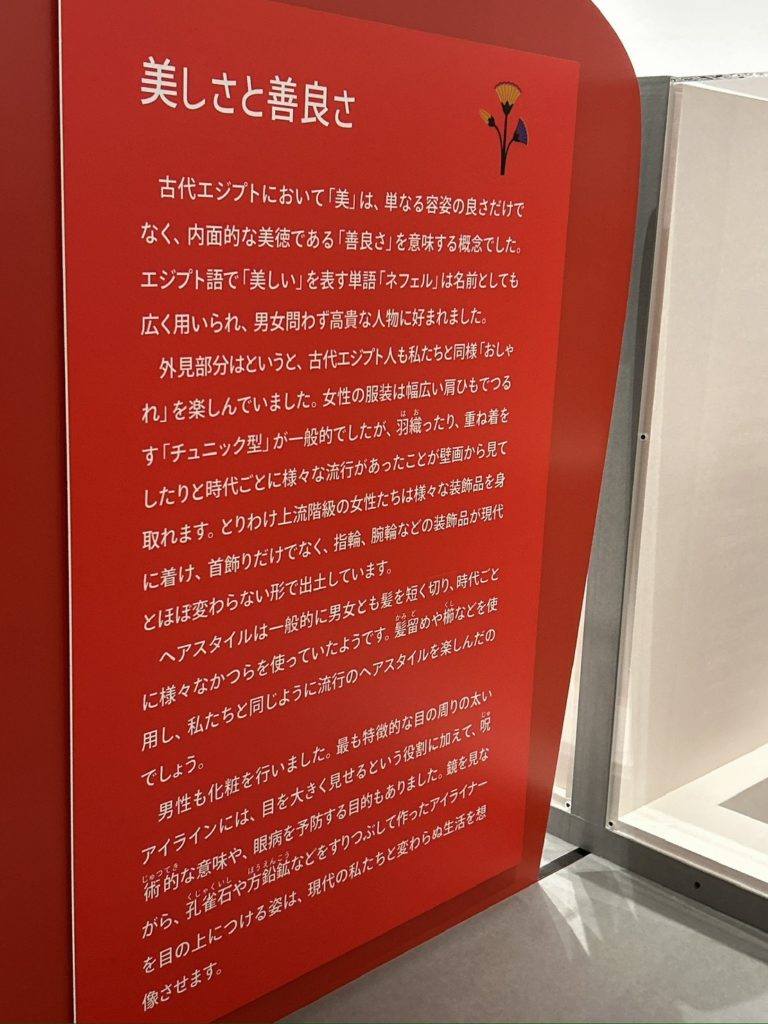 美しさと善良さ
古代エジプトにおいて「美」は、単なる容姿の良さだけで
なく、内面的な美徳である「善良さ」を意味する概念でした。
エジプト語で「美しい」を表す単語「ネフェル」は名前としても
広く用いられ、男女問わず高貴な人物に好まれました。
外見部分はというと、古代エジプト人も私たちと同様「おしゃ
れ」を楽しんでいました。女性の服装は幅広い肩ひもでつる
す「チュニック型」が一般的でしたが、羽織ったり、重ね着を
したりと時代ごとに様々な流行があったことが壁画から見て
取れます。とりわけ上流階級の女性たちは様々な装飾品を身
に着け、首飾りだけでなく、指輪、腕輪などの装飾品が現代
とほぼ変わらない形で出土しています。
ヘアスタイルは一般的に男女とも髪を短く切り、時代ごと
に様々なかつらを使っていたようです。髪留めや櫛などを使
用し、私たちと同じように流行のヘアスタイルを楽しんだの
でしょう。
男性も化粧を行いました。最も特徴的な目の周りの太い
アイラインには、目を大きく見せるという役割に加えて、呪
術的な意味や、眼病を予防する目的もありました。鏡を見な
がら、孔雀石や方鉛鉱などをすりつぶして作ったアイライナー
を目の上につける姿は、現代の私たちと変わらぬ生活を想
像させます。